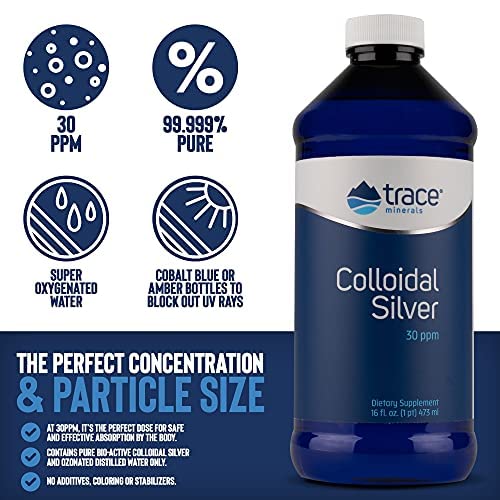 30
PPM
%
99.999%
PURE
SUPER
OXYGENATED
WATER
COBALT BLUE OR
AMBER BOTTLES TO
BLOCK OUT UV RAYS
THE PERFECT CONCENTRATION
& PARTICLE SIZE
AT 30PPM, IT'S THE PERFECT DOSE FOR SAFE
AND EFFECTIVE ABSORPTION BY THE BODY.
CONTAINS PURE BIO-ACTIVE COLLOIDAL SILVER
AND OZONATED DISTILLED WATER ONLY.
NO ADDITIVES, COLORING OR STABILIZERS.
trace®
minerals
Colloidal
Silver
30 ppm
Dietary Supplement
16 fl. oz. (1 pt) 473 ml